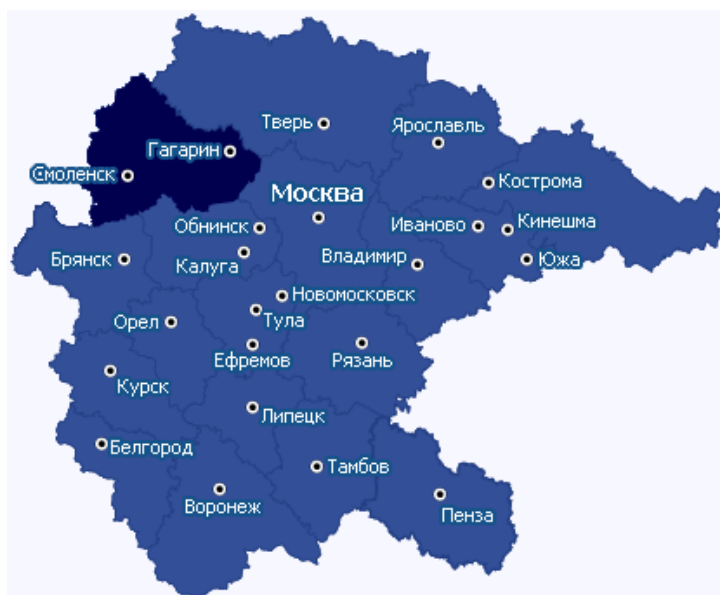 Тверь
Ярославль
Гагарин
Смоленск
Кострома
Москва
Обнинск
Иваново
Кинешма
Брянск
Калуга
Владимир
Южа
Новомосковск
Орел
Тула
Ефремов
Рязань
Курск
Липецк
Белгород
Тамбов
Воронеж
Пенза